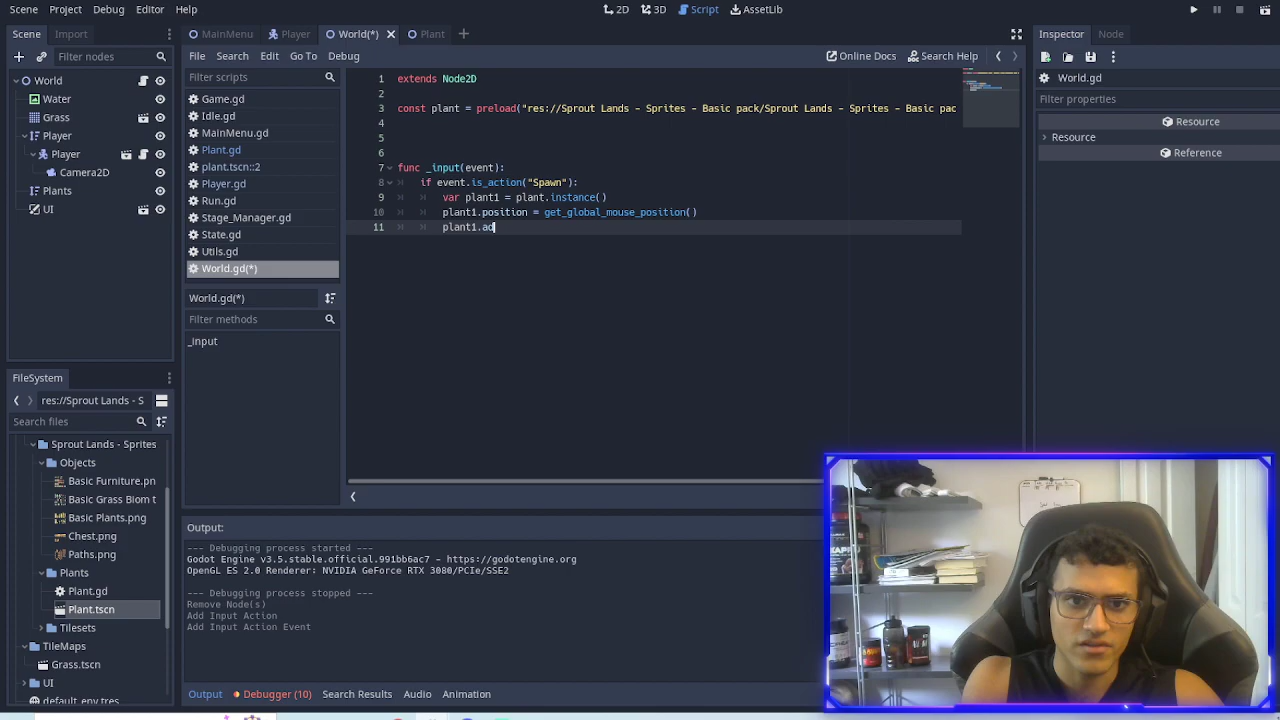 Scene Project Debug Editor Help
2D 3D Script AssetLib
Scene Import
MainMenu Player World(*) Plant
Inspector Node
Filter nodes
File Search Edit Go To Debug
Online Docs Search Help
World
Water
Grass
Player
Player
Camera2D
Plants
UI
Filter scripts
Game.gd
Idle.gd
MainMenu.gd
Plant.gd
plant.tscn::2
Player.gd
Run.gd
Stage_Manager.gd
State.gd
Utils.gd
World.gd(*)
World.gd(*)
Filter methods
_input
1 extends Node2D
2
3 const plant = preload("res://Sprout Lands - Sprites - Basic pack/Sprout Lands - Sprites - Basic pac
4
5
6
7 func _input(event):
8 if event.is_action("Spawn"):
9 var plant1 = plant.instance()
10 plant1.position = get_global_mouse_position()
11 plant1.ad
World.gd
Filter properties
Resource
Resource
Reference
FileSystem
res://Sprout Lands - S
Search files
Sprout Lands - Sprites
Objects
Basic Furniture.pn
Basic Grass Biom t
Basic Plants.png
Chest.png
Paths.png
Plants
Plant.gd
Plant.tscn
Tilesets
TileMaps
Grass.tscn
UI
default_env.tres
Output:
--- Debugging process started ---
Godot Engine v3.5.stable.official.991bb6ac7 - https://godotengine.org
OpenGL ES 2.0 Renderer: NVIDIA GeForce RTX 3080/PCIe/SSE2
--- Debugging process stopped ---
Remove Node(s)
Add Input Action
Add Input Action Event
Output Debugger (10) Search Results Audio Animation